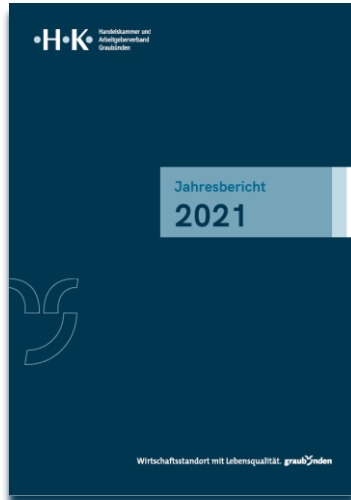 •H•K•
Handelskammer und
Arbeitgeberverband
Graubünden
Jahresbericht
2021
Wirtschaftsstandort mit Lebensqualität. graubünden